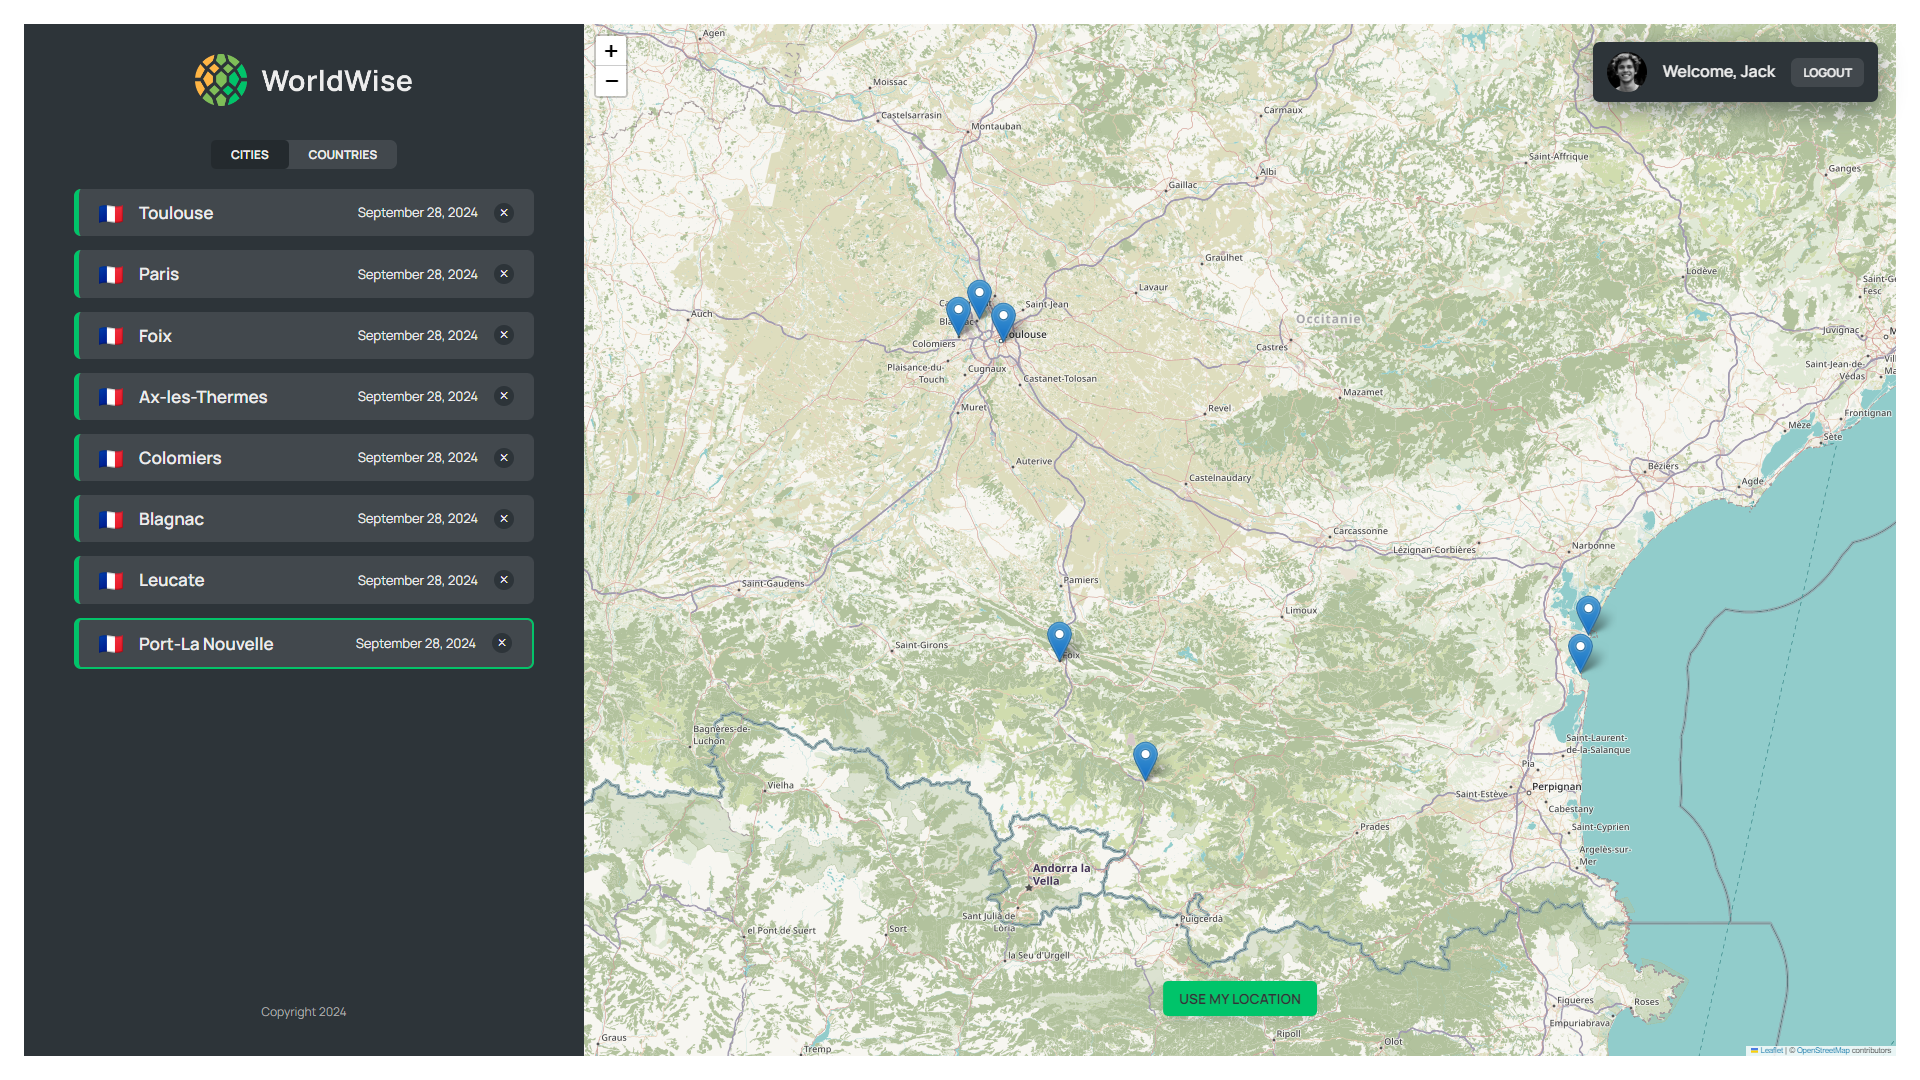 WorldWise
CITIES
COUNTRIES
Toulouse
September 28, 2024
×
Paris
September 28, 2024
×
Foix
September 28, 2024
×
Ax-les-Thermes
September 28, 2024
×
Colomiers
September 28, 2024
×
Blagnac
September 28, 2024
×
Leucate
September 28, 2024
×
Port-La Nouvelle
September 28, 2024
×
Copyright 2024
+
−
Welcome, Jack
LOGOUT
Agen
Moissac
Castelsarrasin
Montauban
Carmaux
Saint-Affrique
Ganges
Albi
Gaillac
Graulhet
Lodève
Lavaur
Saint-Jean
Auch
Occitanie
Juvignac
Colomiers
Castres
Plaisance-du-
Touch
Cugnaux
Castanet-Tolosan
Saint-Jean-de-
Védas
Mazamet
Muret
Revel
Frontignan
Mèze
Sète
Auterive
Béziers
Castelnaudary
Agde
Carcassonne
Lézignan-Corbières
Narbonne
Pamiers
Saint-Gaudens
Limoux
Saint-Girons
Foix
Bagnères-de-
Luchon
Saint-Laurent-
de-la-Salanque
Pia
Vielha
Saint-Estève
Perpignan
Cabestany
Prades
Saint-Cyprien
Argelès-sur-
Mer
Andorra la
Vella
Sant Julià de
Lòria
Puigcerdà
el Pont de Suert
Sort
la Seu d'Urgell
USE MY LOCATION
Figueres
Roses
Empuriabrava
Graus
Tremp
Ripoll
Olot
Leaflet | © OpenStreetMap contributors